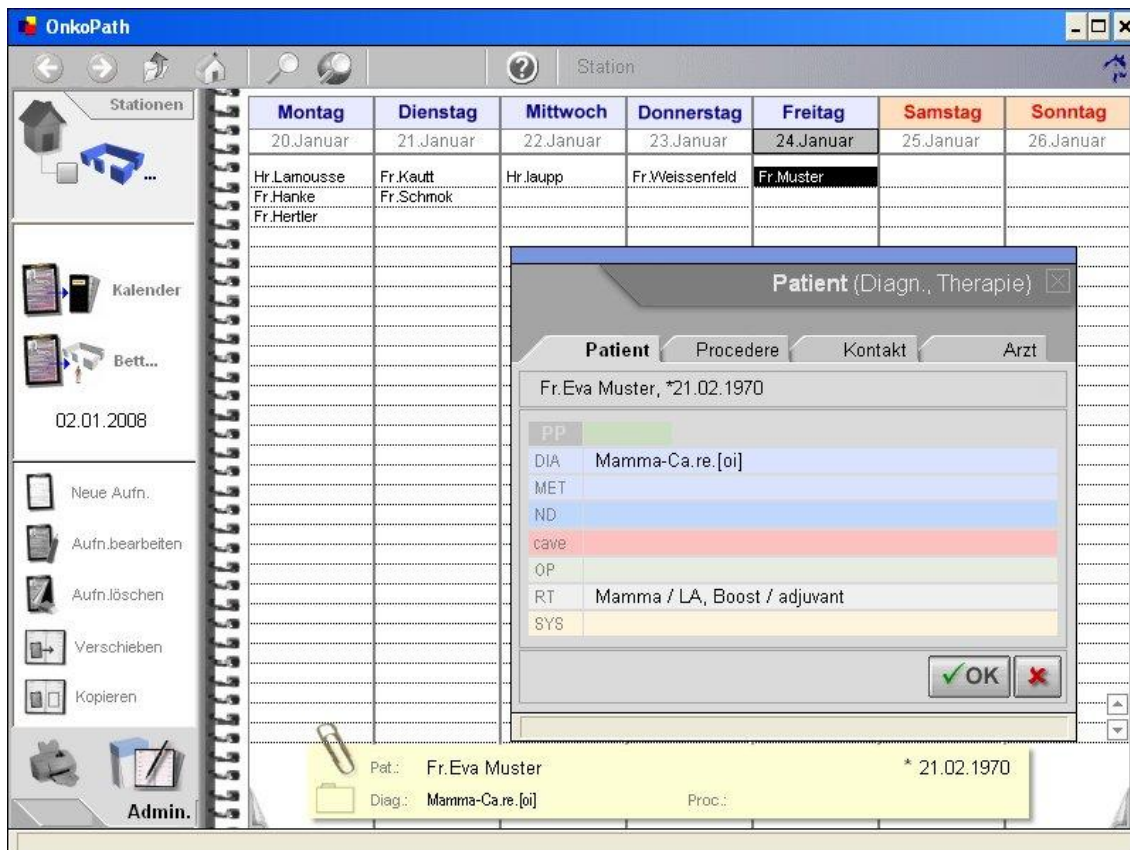 OnkoPath
Station
Stationen
...
Kalender
Bett...
02.01.2008
Neue Aufn.
Aufn.bearbeiten
Aufn.löschen
Verschieben
Kopieren
Admin.
Montag Dienstag Mittwoch Donnerstag Freitag Samstag Sonntag
20.Januar 21.Januar 22.Januar 23.Januar 24.Januar 25.Januar 26.Januar
Hr.Lamousse Fr.Kautt Hr.laupp Fr.Weissenfeld Fr.Muster
Fr.Hanke Fr.Schmok
Fr.Hertler
Patient (Diagn., Therapie)
Patient Procedere Kontakt Arzt
Fr.Eva Muster, *21.02.1970
PP
DIA Mamma-Ca.re.[oi]
MET
ND
cave
OP
RT Mamma / LA, Boost / adjuvant
SYS
OK
Pat.: Fr.Eva Muster * 21.02.1970
Diag.: Mamma-Ca.re.[oi] Proc.: